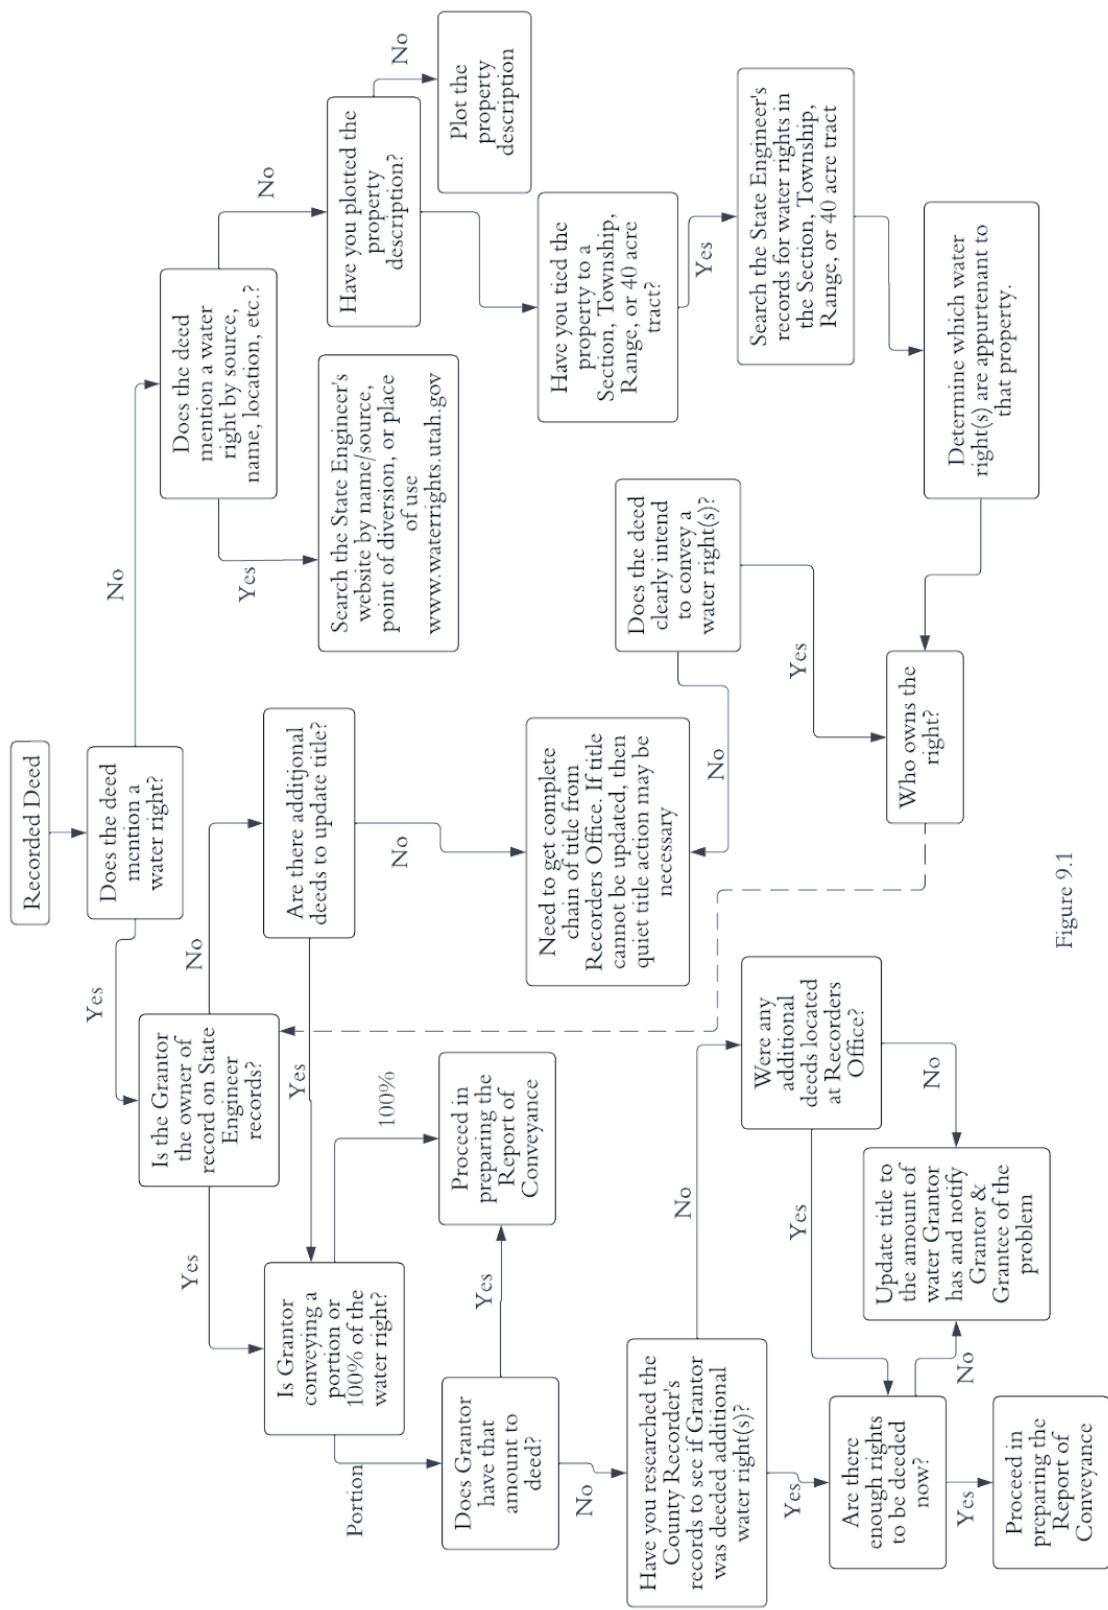 Recorded Deed
Does the deed
mention a
water right?
Yes
No
Is the Grantor
the owner of
record on State
Engineer
records?
Does the deed
mention a water
right by source,
name, location, etc.?
Yes
No
Yes
No
Is Grantor
conveying a
portion or
100% of the
water right?
Are there additjonal
deeds to update title?
Search the State Engineer's
website by name/source,
point of diversion, or place
of use
www.waterrights.utah.gov
Have you plotted the
property
description?
Portion
100%
Yes
No
No
Does Grantor
have that
amount to
deed?
Yes
Proceed in
preparing the
Report of
Conveyance
Need to get complete
chain of title from
Recorders Office. If title
cannot be updated, then
quiet title action may be
necessary
Have you tied the
property to a
Section, Township,
Range, or 40 acre
tract?
Plot the
property
description
No
Have you researched the
County Recorder's
records to see if Grantor
was deeded additional
water right(s)?
No
No
Does the deed
clearly intend
to convey a
water right(s)?
Yes
Yes
Yes
Were any
additional
deeds located
at Recorders
Office?
Yes
Search the State Engineer's
records for water rights in
the Section, Township,
Range, or 40 acre tract
Are there
enough rights
to be deeded
now?
Yes
No
No
Update title to
the amount of
water Grantor
has and notify
Grantor &
Grantee of the
problem
Who owns the
right?
Determine which water
right(s) are appurtenant to
that property.
Proceed in
preparing the
Report of
Conveyance
Figure 9.1